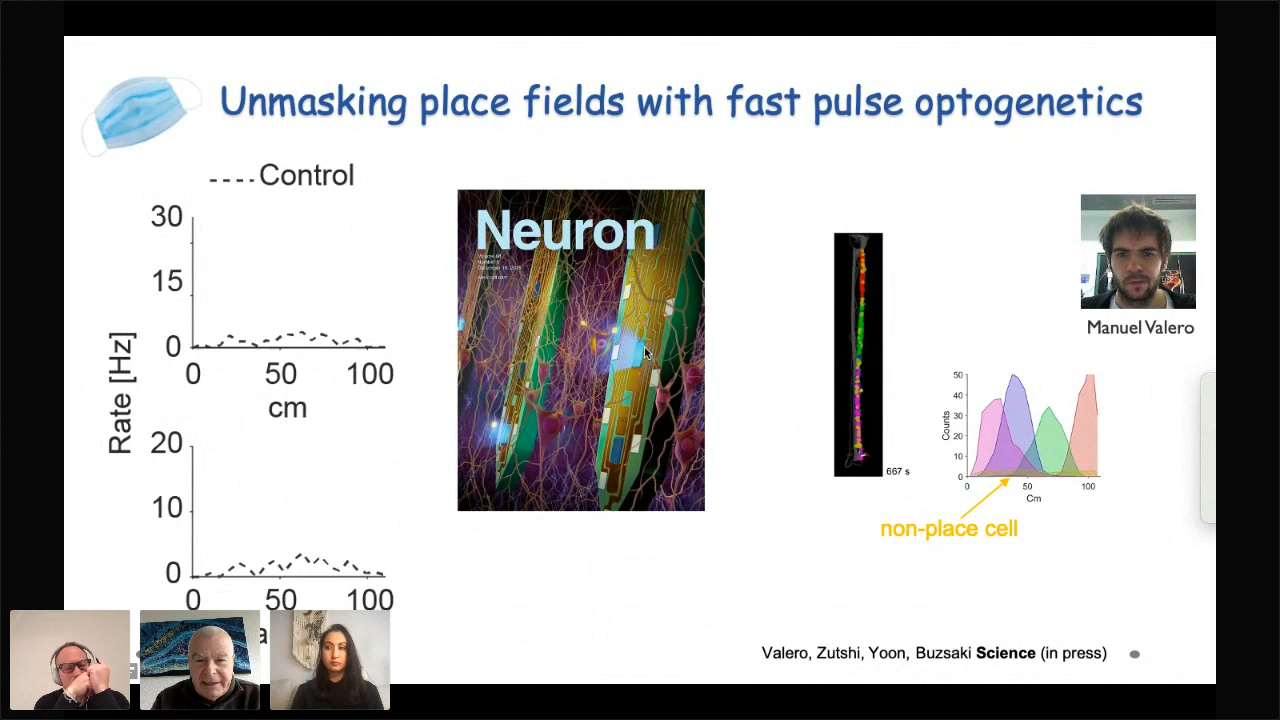 Unmasking place fields with fast pulse optogenetics
---- Control
30
15
0
0 50 100
cm
Rate [Hz]
20
10
0
0 50 100
Neuron
Manuel Valero
667 s
50
40
30
20
10
0
Counts
0 50 100
Cm
non-place cell
Valero, Zutshi, Yoon, Buzsaki Science (in press)